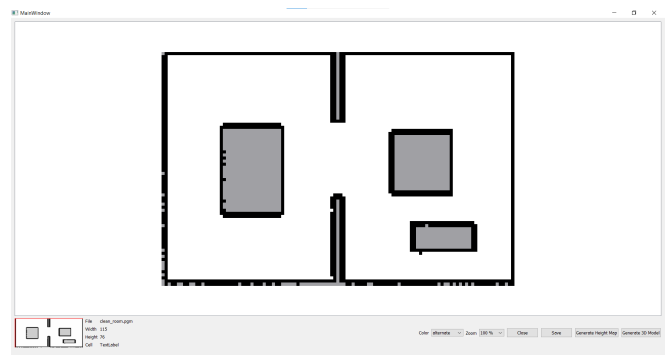 MainWindow
File clean_room.pgm
Width 115
Height 76
Cell TextLabel
Color alternate Zoom 100 % Close Save Generate Height Map Generate 3D Model